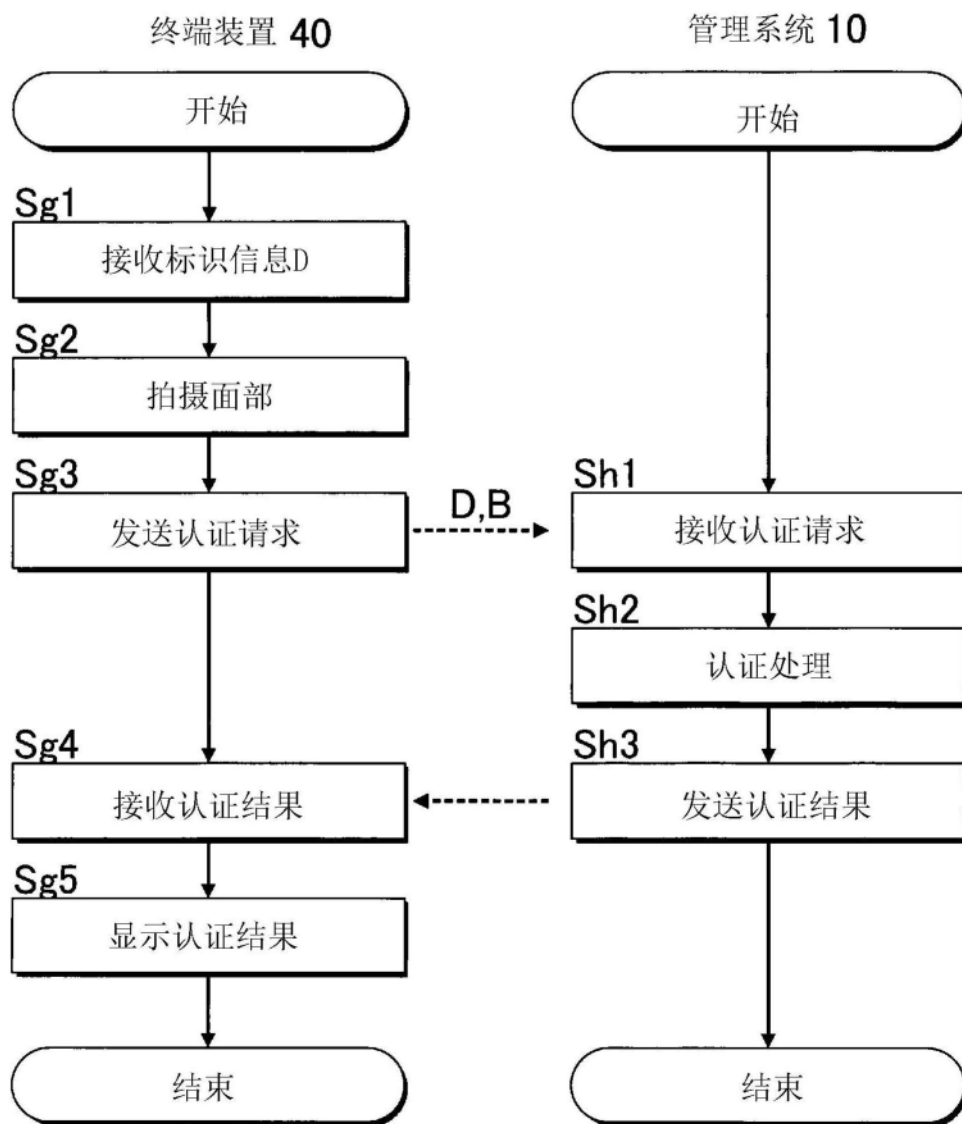 终端装置 40
开始
Sg1
接收标识信息D
Sg2
拍摄面部
Sg3
发送认证请求
D,B
Sg4
接收认证结果
Sg5
显示认证结果
结束
管理系统 10
开始
Sh1
接收认证请求
Sh2
认证处理
Sh3
发送认证结果
结束